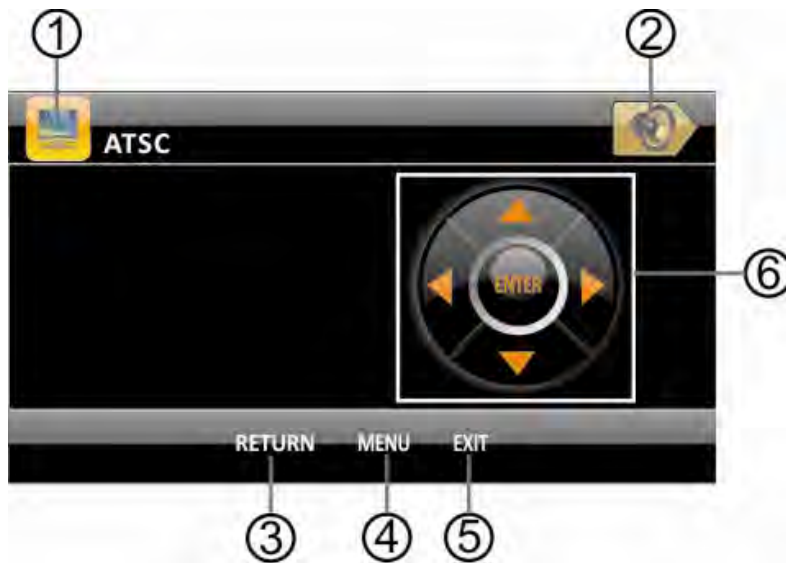 ① ②
ATSC
ENTER
⑥
RETURN MENU EXIT
③ ④ ⑤